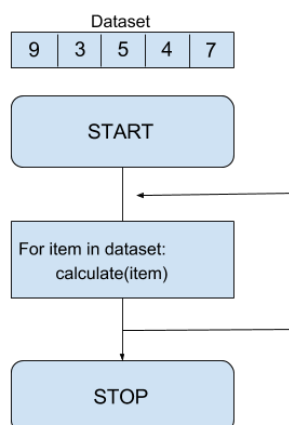 Dataset
9 3 5 4 7
START
For item in dataset:
calculate(item)
STOP